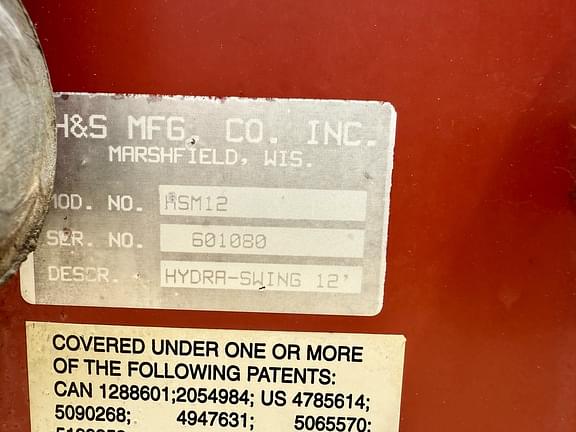 H&S MFG. CO. INC.
MARSHFIELD, WIS.
MOD. NO. HSM12
SER. NO. 601080
DESCR. HYDRA-SWING 12'
COVERED UNDER ONE OR MORE
OF THE FOLLOWING PATENTS:
CAN 1288601;2054984; US 4785614;
5090268; 4947631; 5065570;